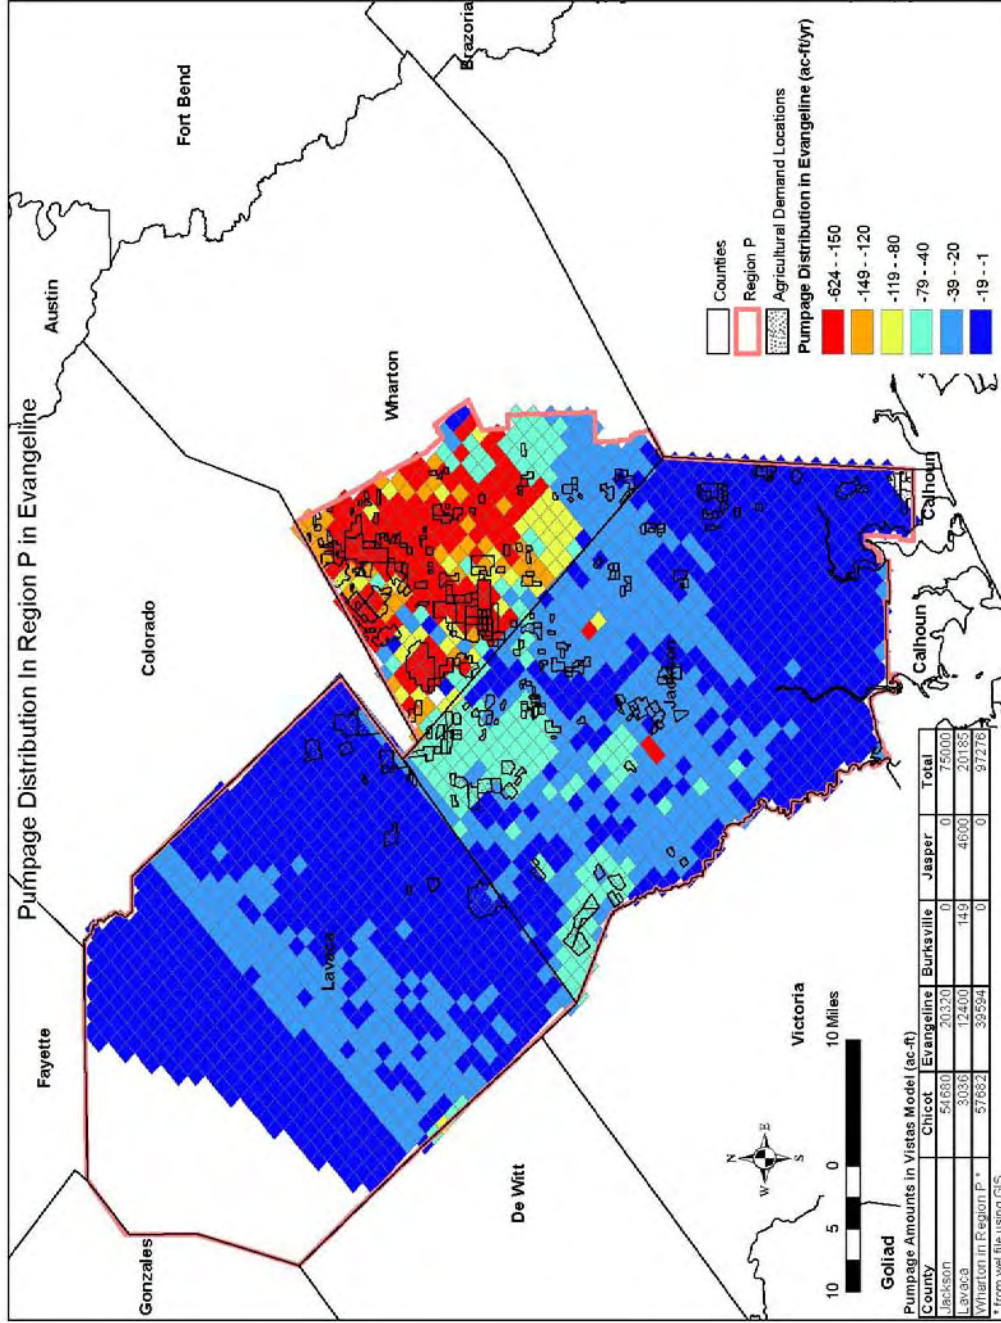 Pumpage Distribution In Region P in Evangeline
Austin
Fort Bend
Brazoria
Colorado
Wharton
Fayette
Gonzales
Lavaca
De Witt
Jackson
Victoria
Goliad
Calhoun
Calhoun
Counties
Region P
Agricultural Demand Locations
Pumpage Distribution in Evangeline (ac-ft/yr)
-624 - -150
-149 - -120
-119 - -80
-79 - -40
-39 - -20
-19 - -1
N
W E
S
10 5 0 10 Miles
Pumpage Amounts in Vistas Model (ac-ft)
County Chicot Evangeline Burksville Jasper Total
Jackson 54680 20320 0 0 75000
Lavaca 3036 12400 149 4600 20185
Wharton in Region P * 57682 39594 0 0 97276
* from wel file using GIS